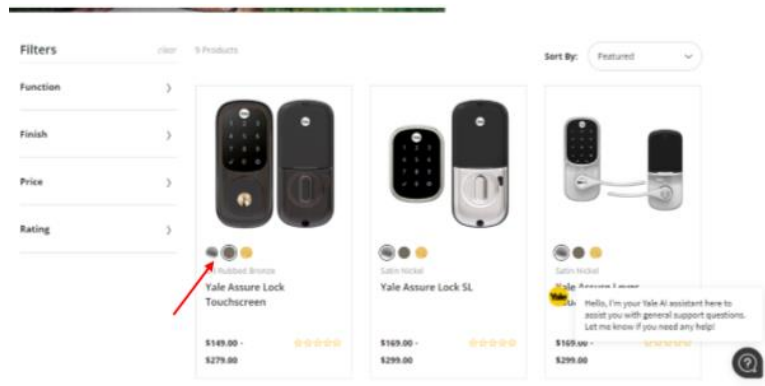 Filters
clear
9 Products
Sort By:
Featured
Function
Finish
Price
Rating
Rubbed Bronze
Yale Assure Lock
Touchscreen
$149.00 -
$279.00
Satin Nickel
Yale Assure Lock SL
$169.00 -
$299.00
Satin Nickel
Yale Assure Lever
$169.00 -
$299.00
Yale
Hello, I'm your Yale AI assistant here to
assist you with general support questions.
Let me know if you need any help!